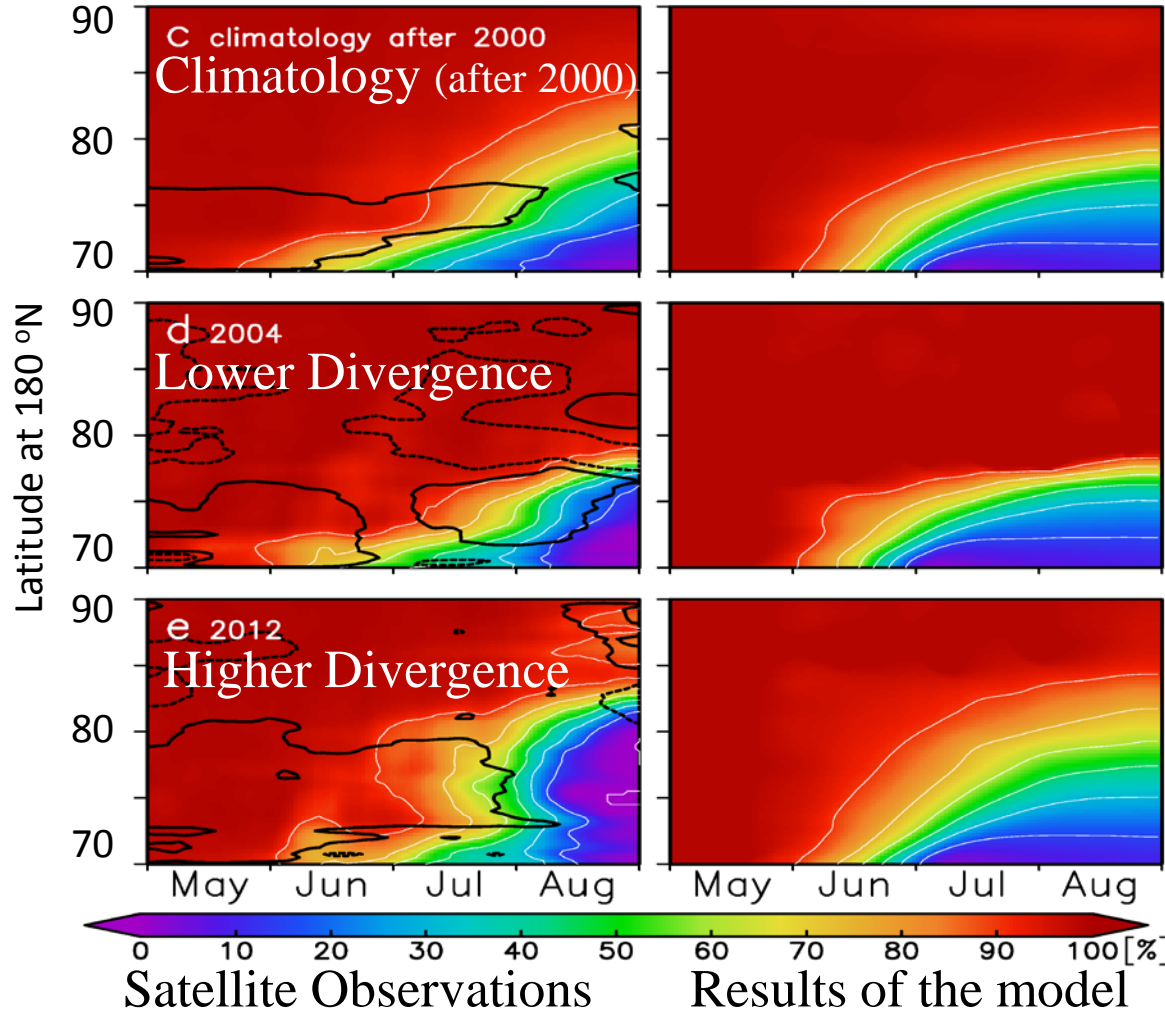 90
C climatology after 2000
Climatology (after 2000)
80
70
90
d 2004
Lower Divergence
80
70
Latitude at 180 ºN
90
e 2012
Higher Divergence
80
70
May Jun Jul Aug May Jun Jul Aug
0 10 20 30 40 50 60 70 80 90 100[%]
Satellite Observations Results of the model